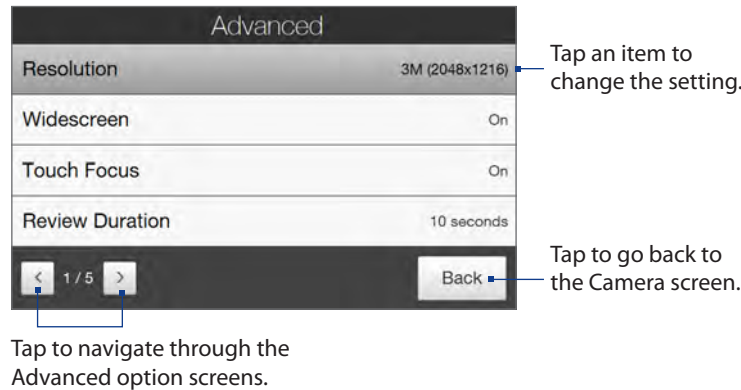 Advanced
Resolution 3M (2048x1216)
Tap an item to
change the setting.
Widescreen On
Touch Focus On
Review Duration 10 seconds
< 1 / 5 > Back
Tap to go back to
the Camera screen.
Tap to navigate through the
Advanced option screens.